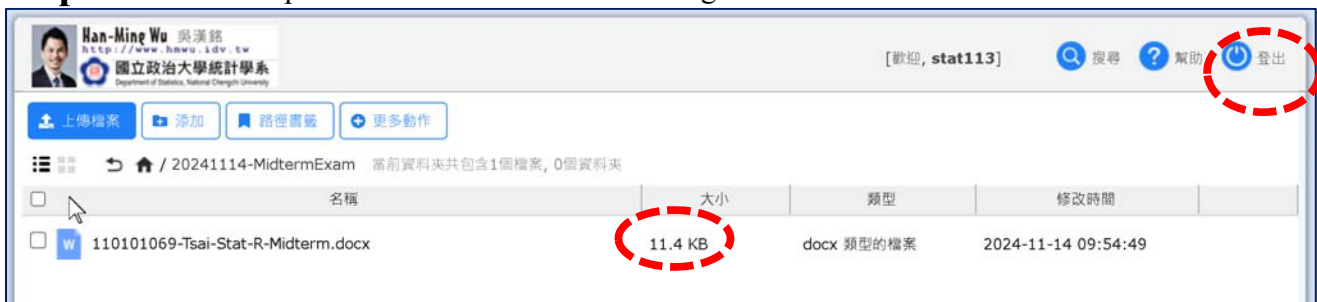 Han-Ming Wu 吳漢銘
http://www.hmwu.idv.tw
國立政治大學統計學系
Department of Statistics, National Chengchi University
[歡迎, stat113]
搜尋
幫助
登出
上傳檔案
添加
路徑書籤
更多動作
/ 20241114-MidtermExam 當前資料夾共包含1個檔案, 0個資料夾
名稱 大小 類型 修改時間
W 110101069-Tsai-Stat-R-Midterm.docx 11.4 KB docx 類型的檔案 2024-11-14 09:54:49